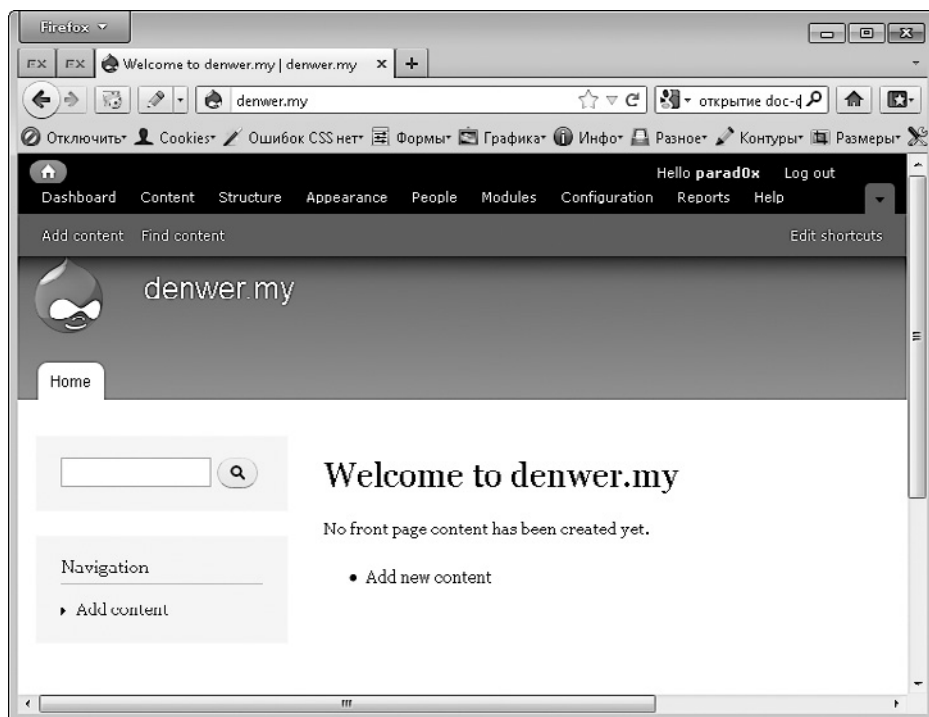 Firefox
FX FX Welcome to denwer.my | denwer.my x +
denwer.my открытие doc-ф
Отключить Cookies Ошибок CSS нет Формы Графика Инфо Разное Контуры Размеры
Hello parad0x Log out
Dashboard Content Structure Appearance People Modules Configuration Reports Help
Add content Find content Edit shortcuts
denwer.my
Home
Welcome to denwer.my
No front page content has been created yet.
• Add new content
Navigation
Add content